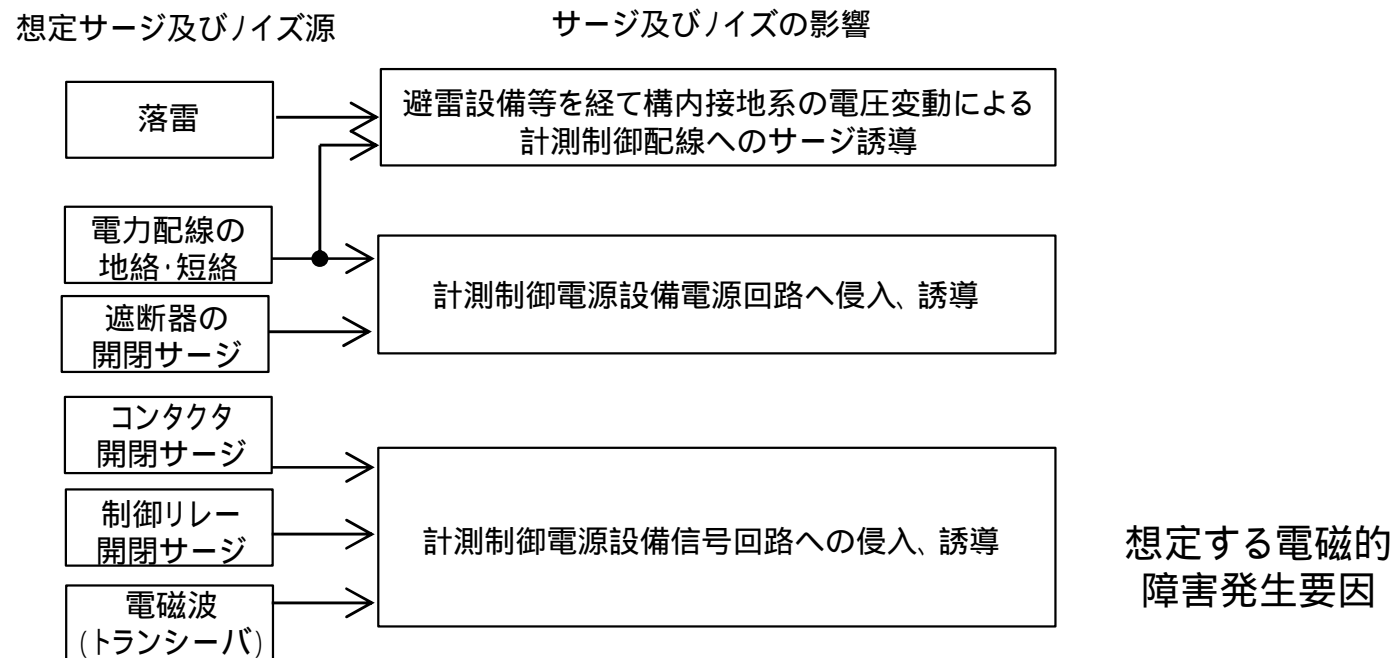 想定サージ及びノイズ源
サージ及びノイズの影響
落雷
避雷設備等を経て構内接地系の電圧変動による
計測制御配線へのサージ誘導
電力配線の
地絡・短絡
遮断器の
開閉サージ
計測制御電源設備電源回路へ侵入、誘導
コンタクタ
開閉サージ
制御リレー
開閉サージ
電磁波
(トランシーバ)
計測制御電源設備信号回路への侵入、誘導
想定する電磁的
障害発生要因